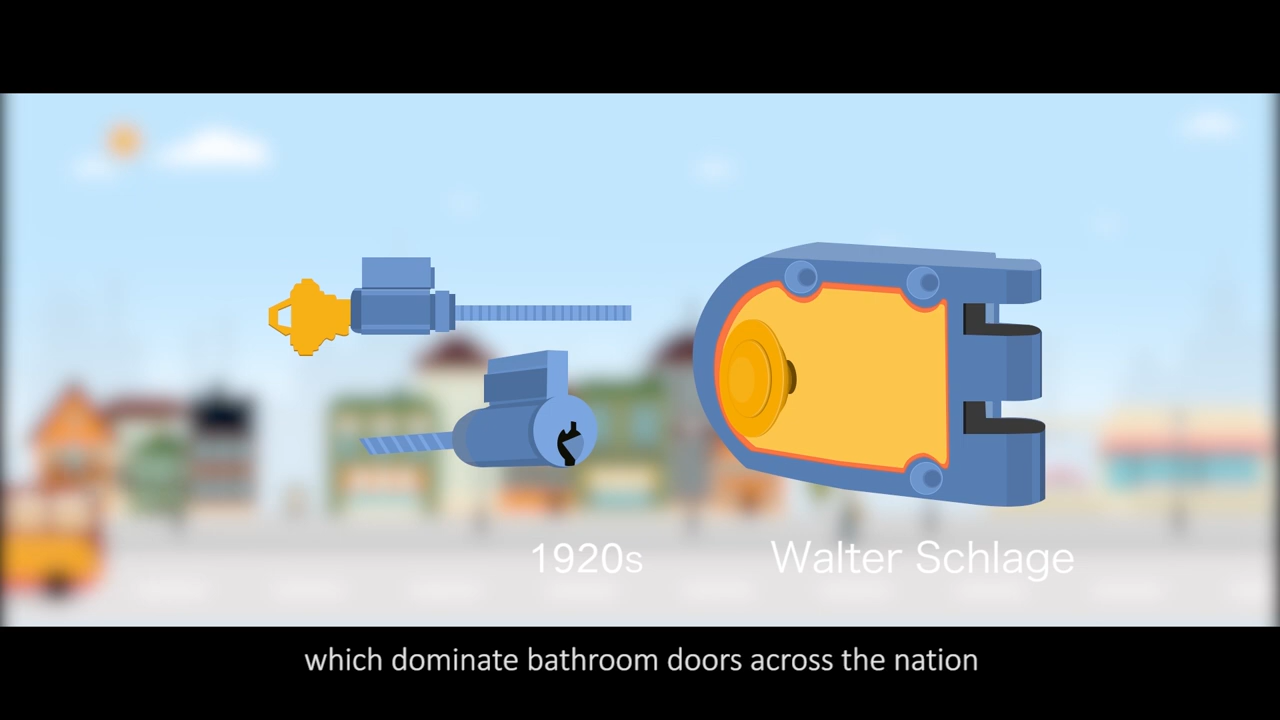 1920s Walter Schlage
which dominate bathroom doors across the nation